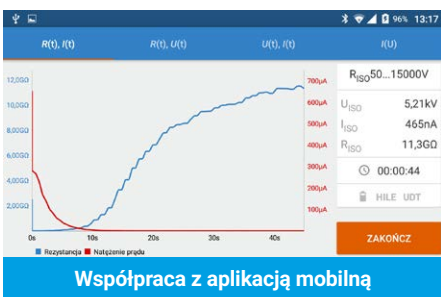 96% 13:17
R(t), I(t) R(t), U(t) U(t), I(t) I(U)
12,0GΩ
10,0GΩ
8,00GΩ
6,00GΩ
4,00GΩ
2,00GΩ
700µA
600µA
500µA
400µA
300µA
200µA
100µA
0s 10s 20s 30s 40s
Rezystancja Natężenie prądu
RISO50...15000V
UISO 5,21kV
IISO 465nA
RISO 11,3GΩ
00:00:44
HILE UDT
ZAKOŃCZ
Współpraca z aplikacją mobilną